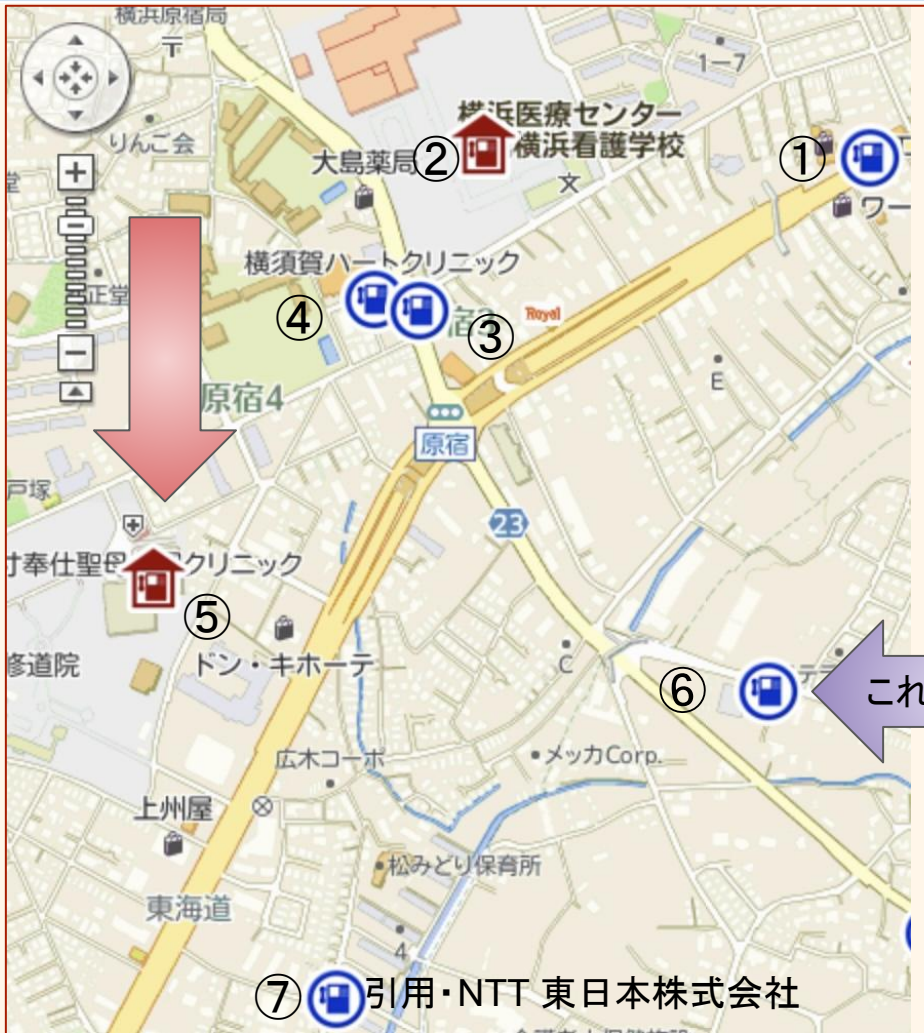 横浜原宿局
〒
1-7
りんご会
横浜医療センター
横浜看護学校
大島薬局
②
①
ワー
文
正堂
横須賀ハートクリニック
④
宿3
③
Royal
原宿4
E
原宿
戸塚
23
奉仕聖母
クリニック
⑤
修道院
ドン・キホーテ
C
⑥
これ
広木コーポ
メッカCorp.
上州屋
松みどり保育所
東海道
4
⑦
引用・NTT 東日本株式会社